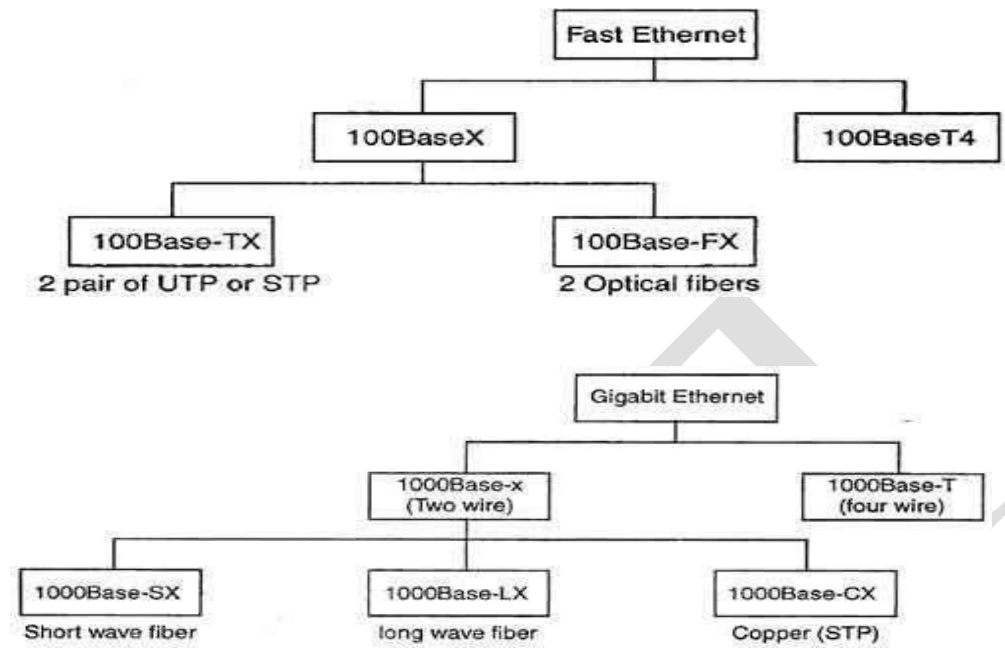 Fast Ethernet
100BaseX
100BaseT4
100Base-TX
100Base-FX
2 pair of UTP or STP
2 Optical fibers
Gigabit Ethernet
1000Base-x
(Two wire)
1000Base-T
(four wire)
1000Base-SX
1000Base-LX
1000Base-CX
Short wave fiber
long wave fiber
Copper (STP)